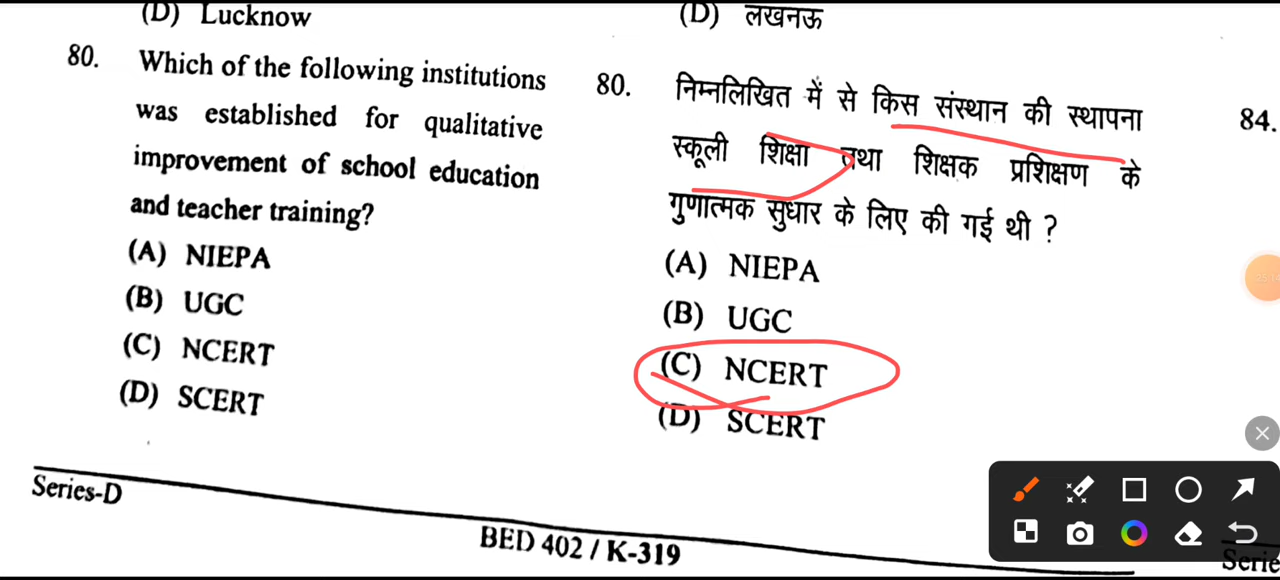 (D) Lucknow
80. Which of the following institutions
was established for qualitative
improvement of school education
and teacher training?
(A) NIEPA
(B) UGC
(C) NCERT
(D) SCERT
Series-D
(D) लखनऊ
80. निम्नलिखित में से किस संस्थान की स्थापना
स्कूली शिक्षा तथा शिक्षक प्रशिक्षण के
गुणात्मक सुधार के लिए की गई थी ?
(A) NIEPA
(B) UGC
(C) NCERT
(D) SCERT
BED 402 / K-319
84.
Serie